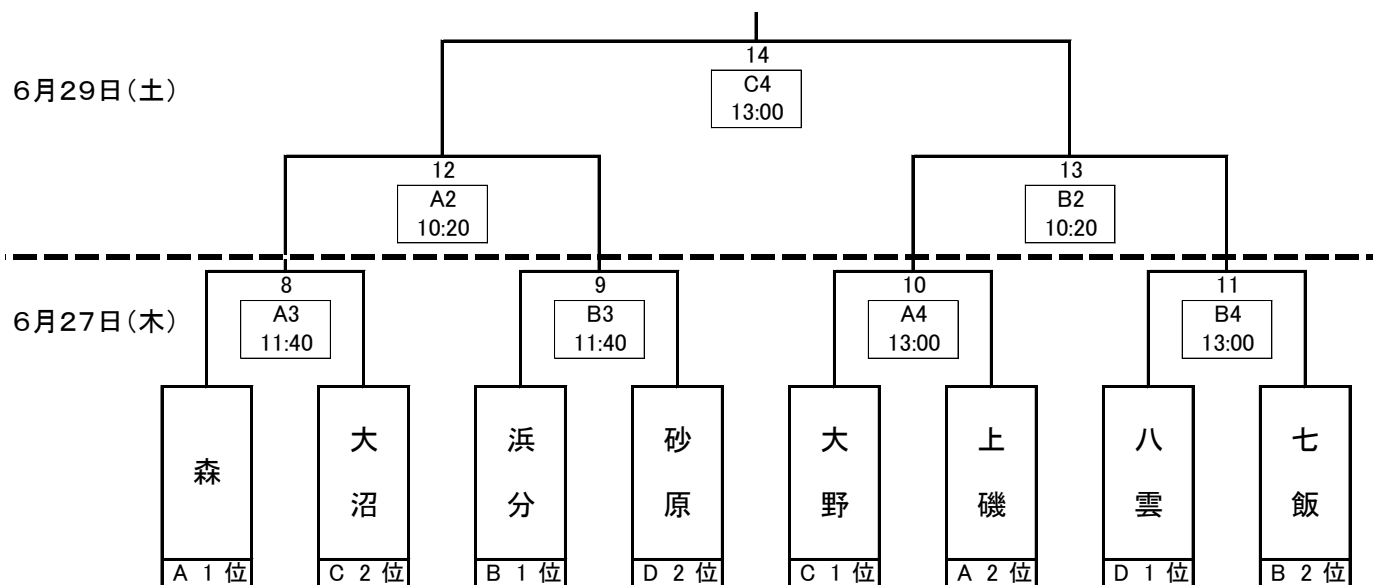 14
6月29日(土)
C4
13:00
12
13
A2
B2
10:20
10:20
8
9
10
11
6月27日(木)
A3
B3
A4
B4
11:40
11:40
13:00
13:00
森
大沼
浜分
砂原
大野
上磯
八雲
七飯
A 1 位
C 2 位
B 1 位
D 2 位
C 1 位
A 2 位
D 1 位
B 2 位